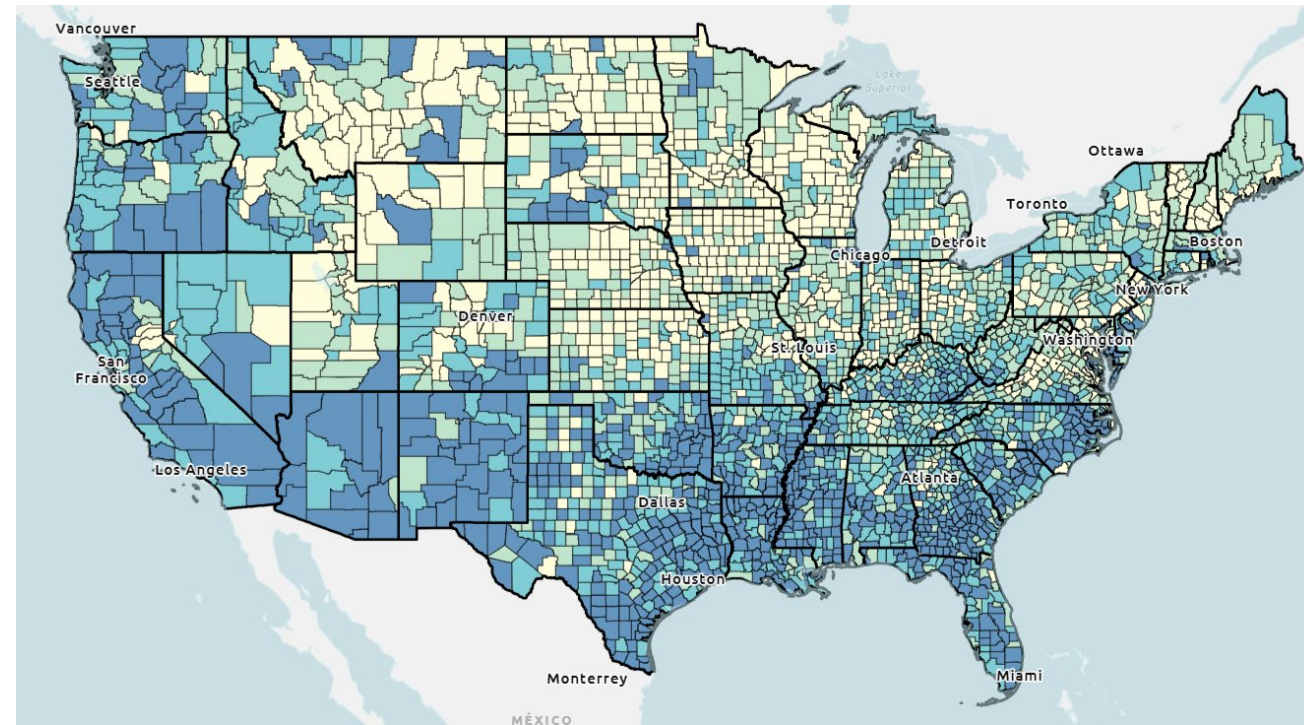 Vancouver
Seattle
Lake
Superior
Ottawa
Toronto
Boston
Detroit
Chicago
New York
Denver
Washington
St. Louis
San
Francisco
Los Angeles
Atlanta
Dallas
Houston
Monterrey
Miami
MÉXICO